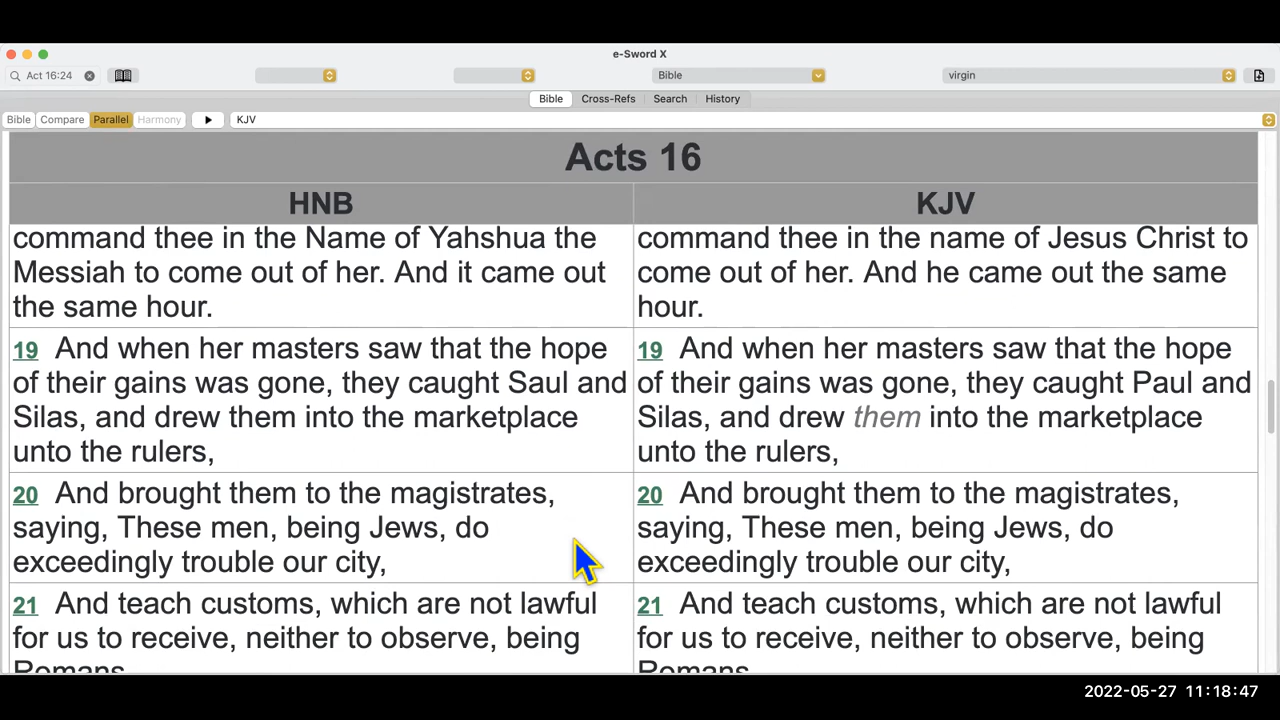 e-Sword X
Act 16:24
Bible
virgin
Bible Cross-Refs Search History
Bible Compare Parallel Harmony KJV
Acts 16
HNB
command thee in the Name of Yahshua the
Messiah to come out of her. And it came out
the same hour.
19 And when her masters saw that the hope
of their gains was gone, they caught Saul and
Silas, and drew them into the marketplace
unto the rulers,
20 And brought them to the magistrates,
saying, These men, being Jews, do
exceedingly trouble our city,
21 And teach customs, which are not lawful
for us to receive, neither to observe, being
Romans
KJV
command thee in the name of Jesus Christ to
come out of her. And he came out the same
hour.
19 And when her masters saw that the hope
of their gains was gone, they caught Paul and
Silas, and drew them into the marketplace
unto the rulers,
20 And brought them to the magistrates,
saying, These men, being Jews, do
exceedingly trouble our city,
21 And teach customs, which are not lawful
for us to receive, neither to observe, being
Romans
2022-05-27 11:18:47